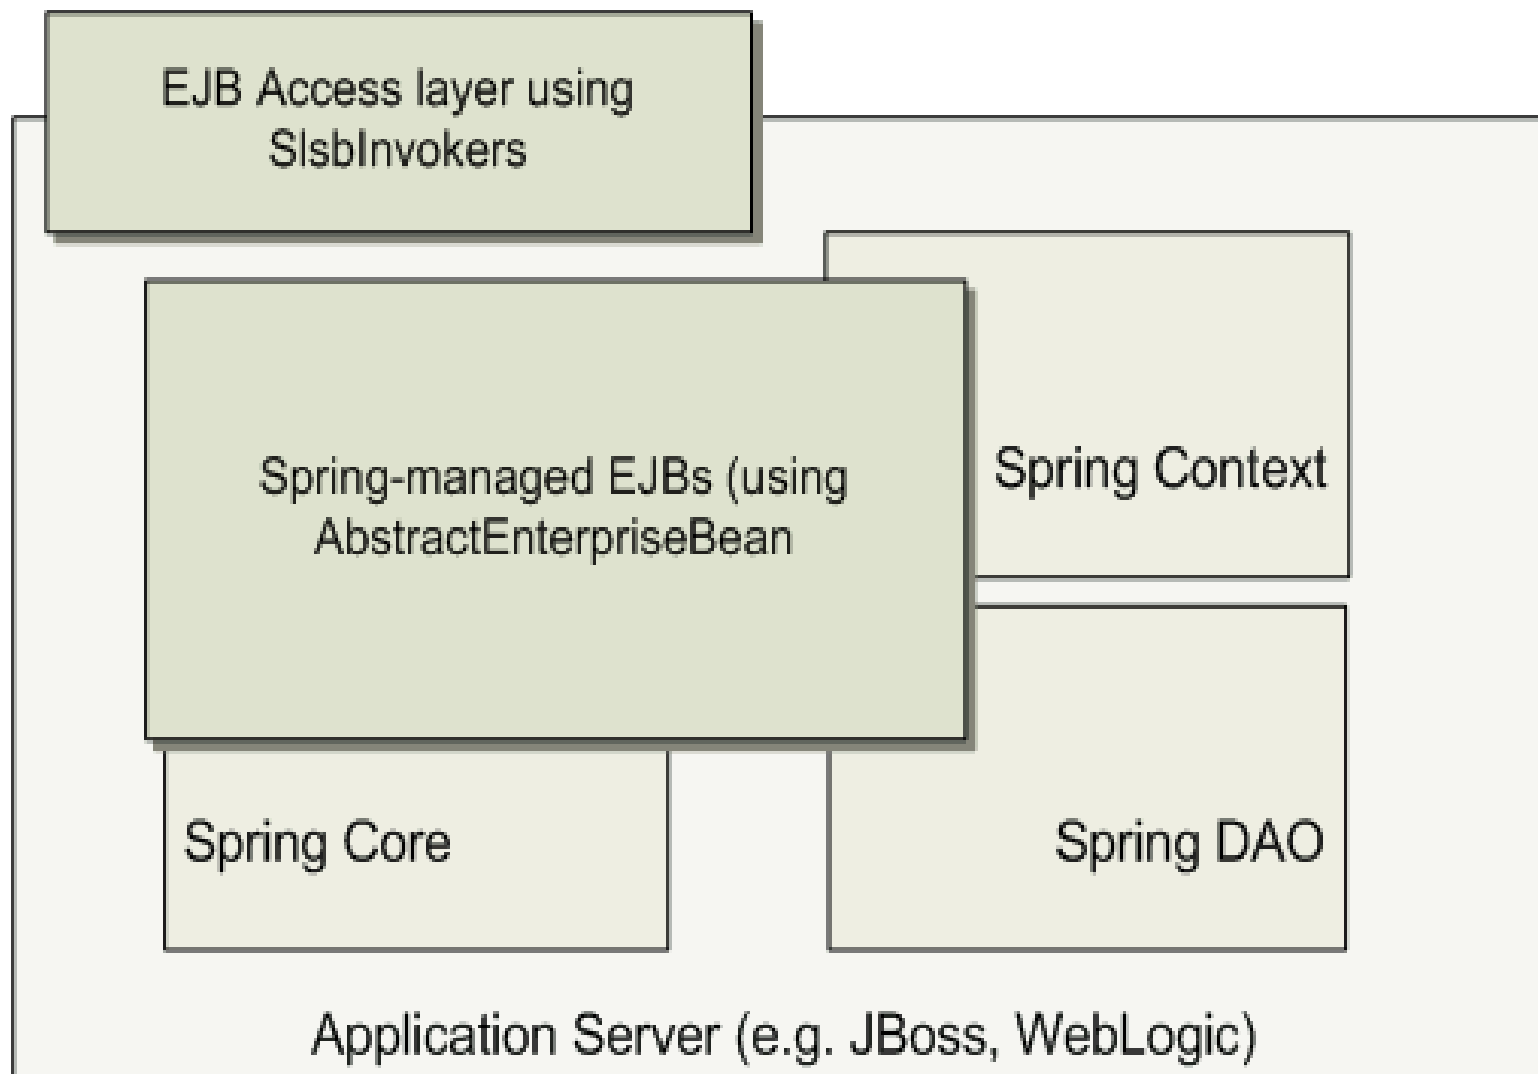 EJB Access layer using
SlsbInvokers
Spring-managed EJBs (using
AbstractEnterpriseBean
Spring Context
Spring Core
Spring DAO
Application Server (e.g. JBoss, WebLogic)